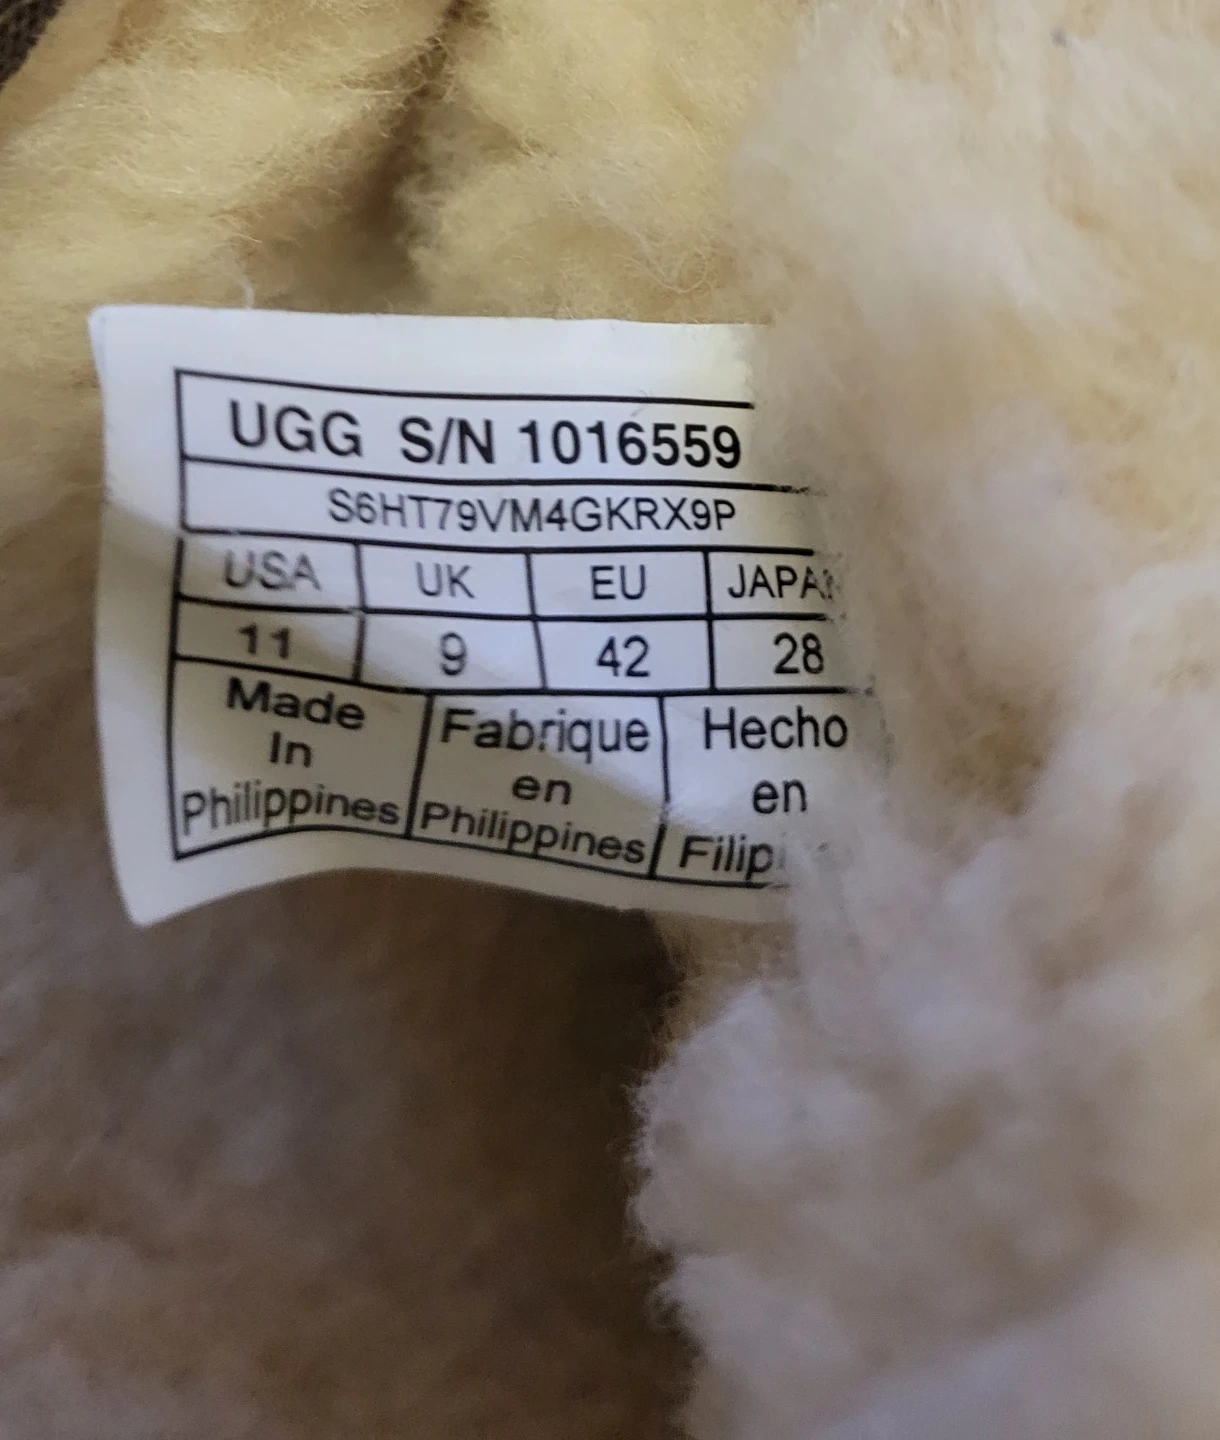 UGG S/N 1016559
S6HT79VM4GKRX9P
USA UK EU
11 9 42 28
Made Fabrique Hecho
In en en
Philippines Philippines